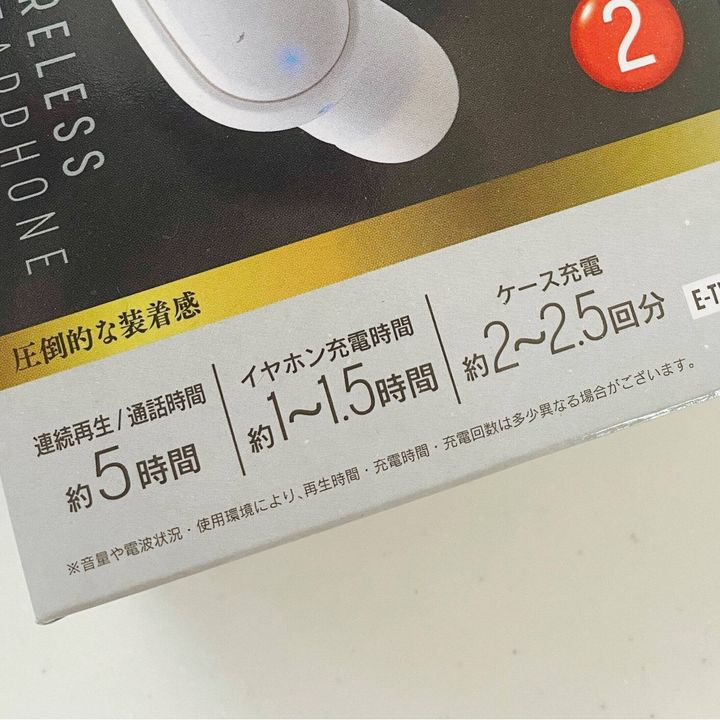 RELESS
EADPHONE
2
圧倒的な装着感
連続再生/通話時間
約5時間
イヤホン充電時間
約1~1.5時間
ケース充電
約2~2.5回分
※音量や電波状況・使用環境により、再生時間・充電時間・充電回数は多少異なる場合がございます。